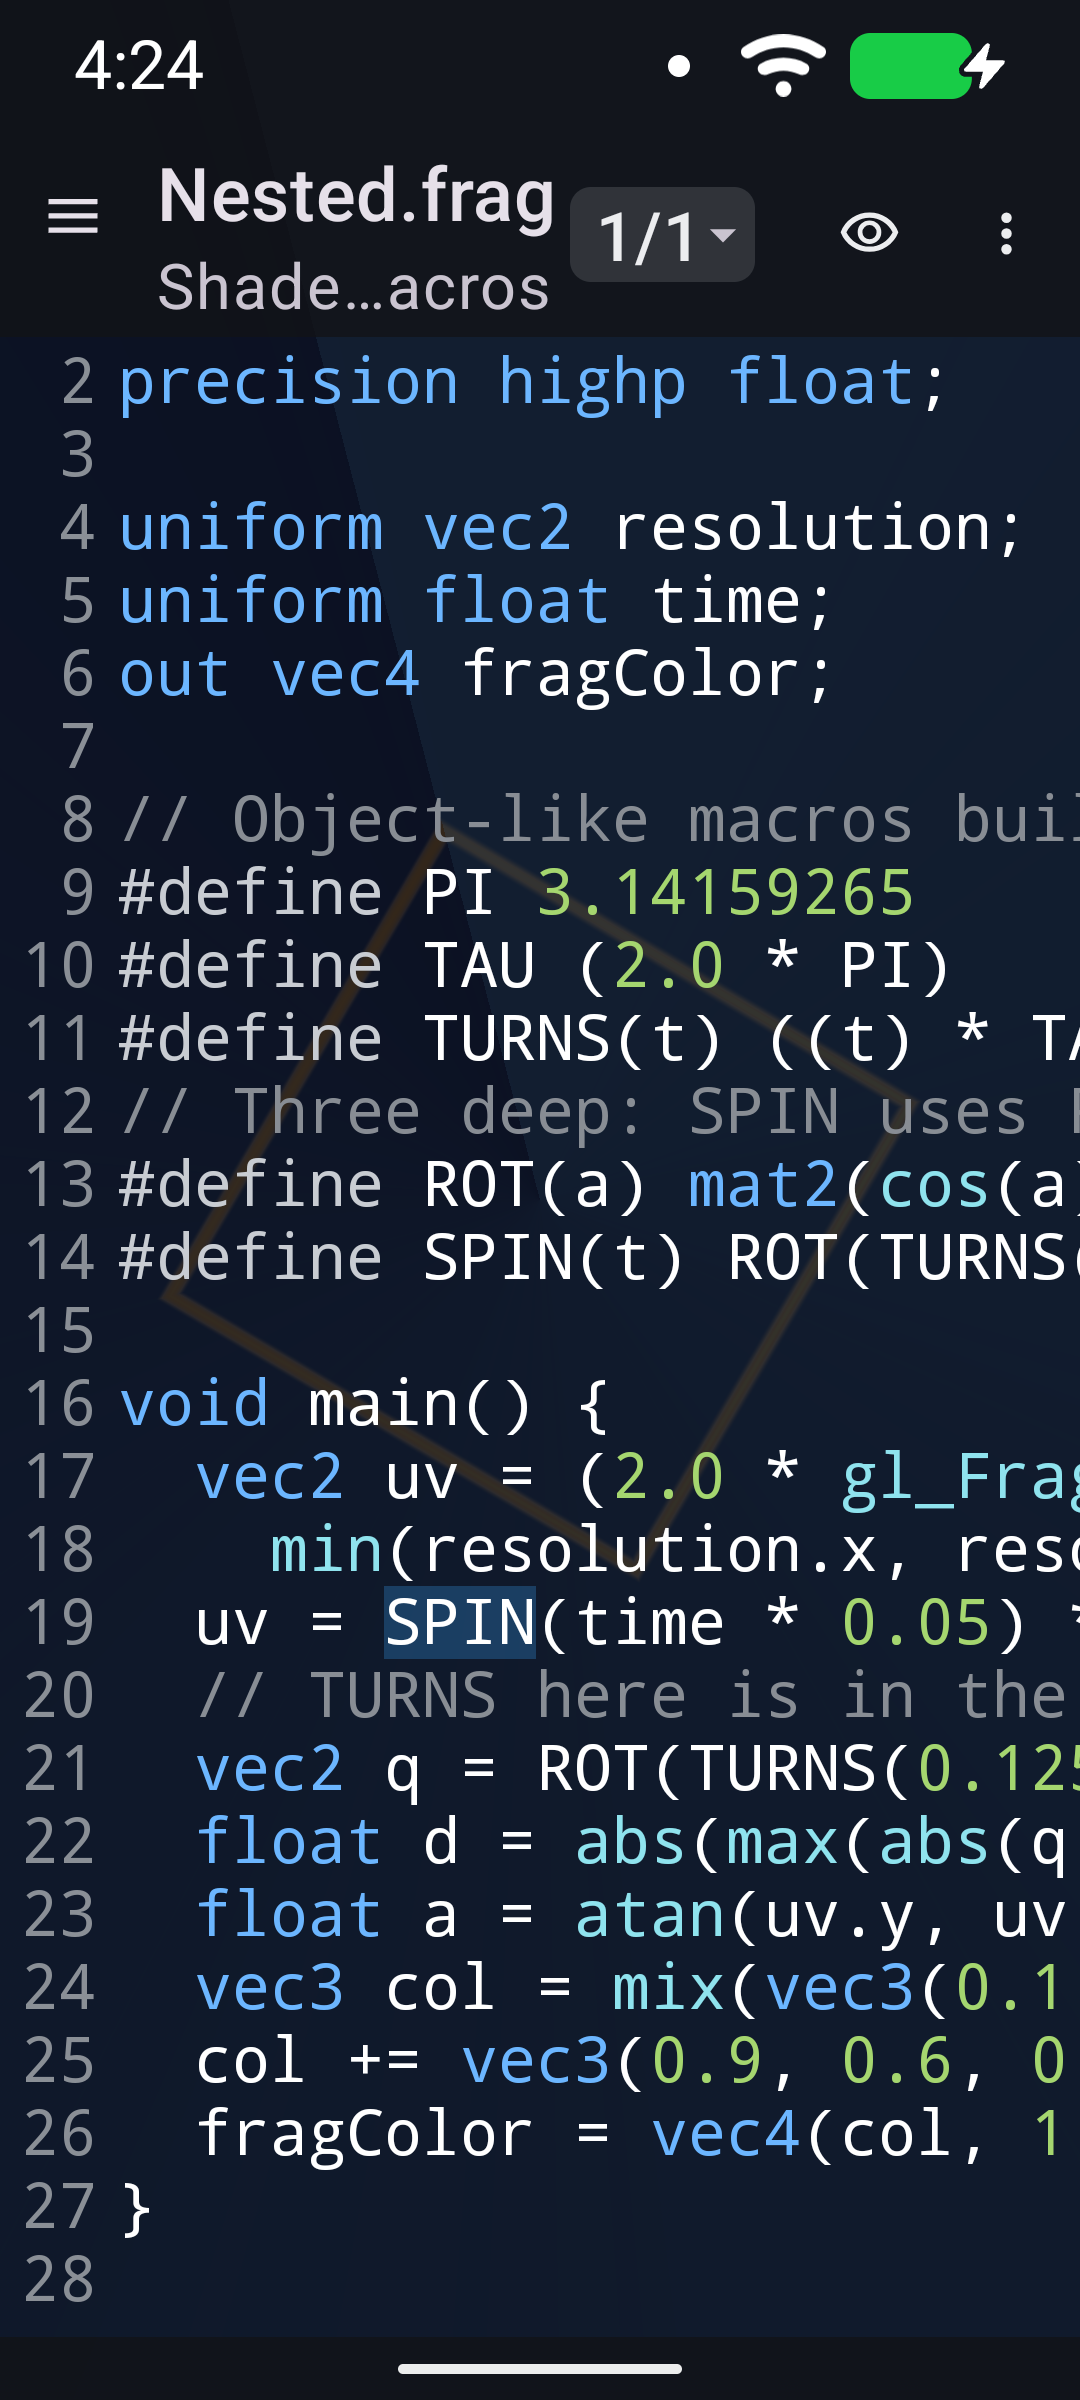 4:24
Nested.frag
Shade…acros
1/1
2 precision highp float;
3
4 uniform vec2 resolution;
5 uniform float time;
6 out vec4 fragColor;
7
8 // Object-like macros buil
9 #define PI 3.14159265
10 #define TAU (2.0 * PI)
11 #define TURNS(t) ((t) * TA
12 // Three deep: SPIN uses
13 #define ROT(a) mat2(cos(a)
14 #define SPIN(t) ROT(TURNS(
15
16 void main() {
17   vec2 uv = (2.0 * gl_Frag
18     min(resolution.x, reso
19   uv = SPIN(time * 0.05) *
20   // TURNS here is in the
21   vec2 q = ROT(TURNS(0.125
22   float d = abs(max(abs(q
23   float a = atan(uv.y, uv
24   vec3 col = mix(vec3(0.1
25   col += vec3(0.9, 0.6, 0
26   fragColor = vec4(col, 1
27 }
28